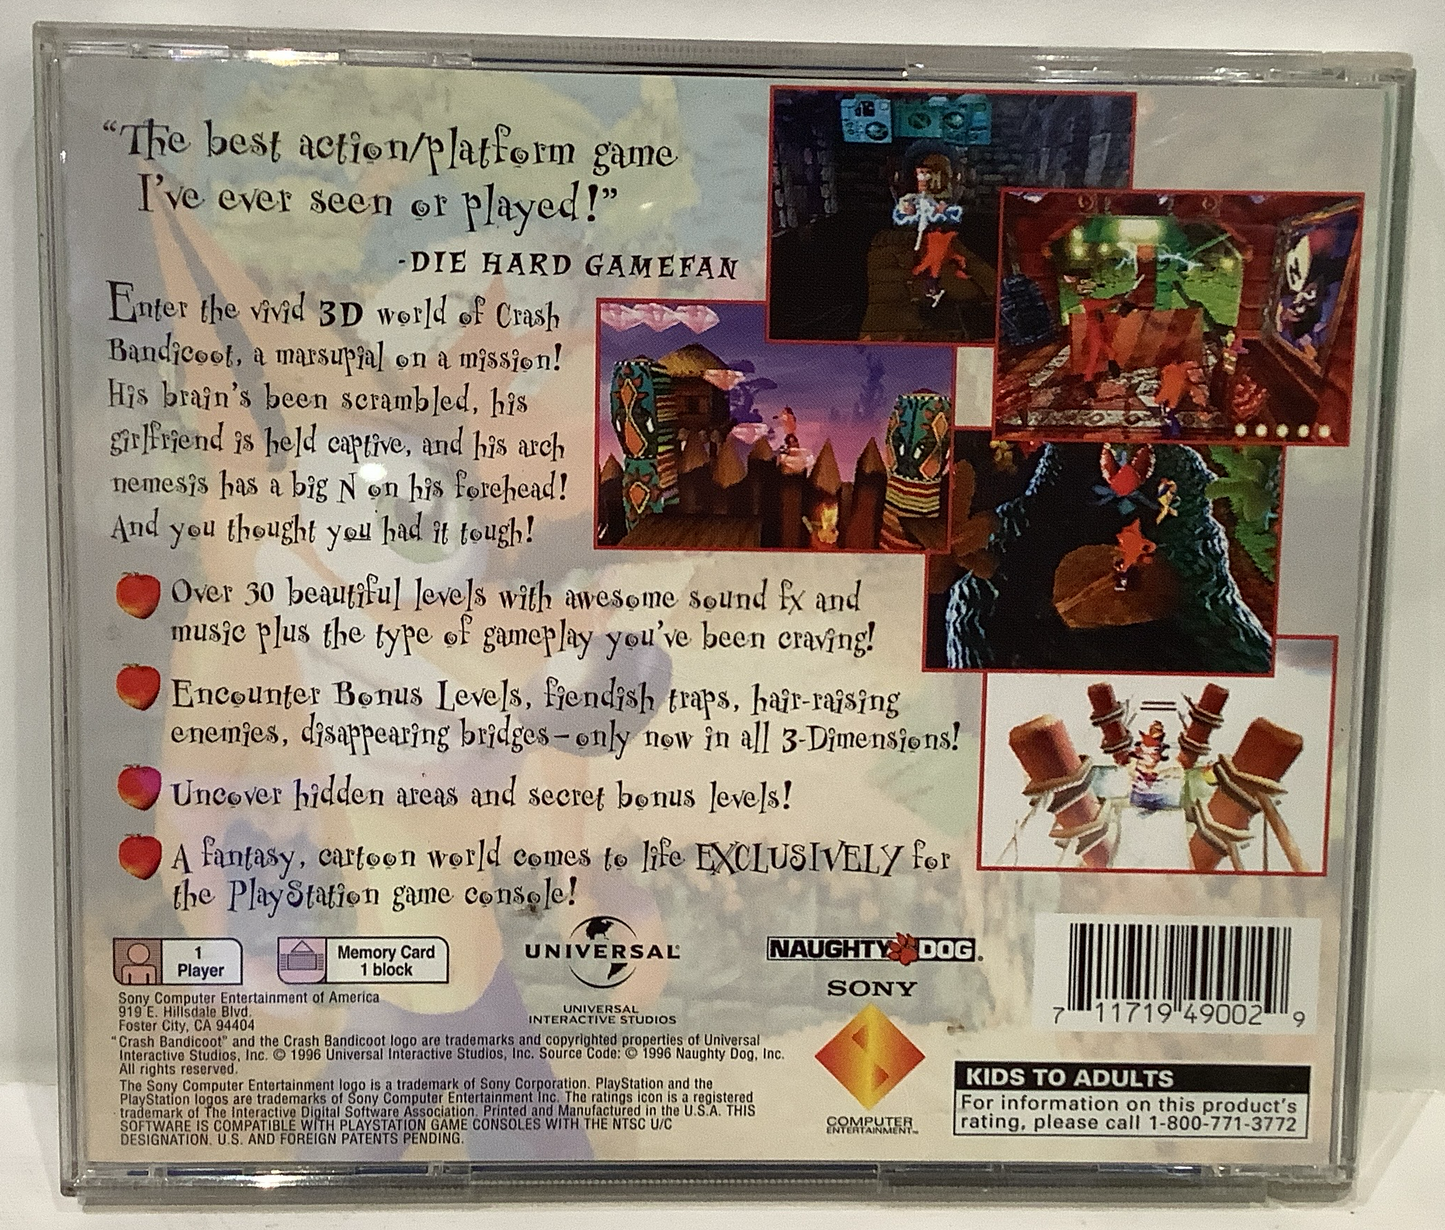 “The best action/platform game
I've ever seen or played!”
-DIE HARD GAMEFAN
Enter the vivid 3D world of Crash
Bandicoot, a marsupial on a mission!
His brain's been scrambled, his
girlfriend is held captive, and his arch
nemesis has a big N on his forehead!
And you thought you had it tough!
Over 30 beautiful levels with awesome sound fx and
music plus the type of gameplay you've been craving!
Encounter Bonus Levels, fiendish traps, hair-raising
enemies, disappearing bridges–only now in all 3-Dimensions!
Uncover hidden areas and secret bonus levels!
A fantasy, cartoon world comes to life EXCLUSIVELY for
the PlayStation game console!
1
Player
Memory Card
1 block
UNIVERSAL®
UNIVERSAL
INTERACTIVE STUDIOS
NAUGHTY DOG.
SONY
COMPUTER
ENTERTAINMENT™
7 11719 49002 9
Sony Computer Entertainment of America
919 E. Hillsdale Blvd.
Foster City, CA 94404
“Crash Bandicoot” and the Crash Bandicoot logo are trademarks and copyrighted properties of Universal
Interactive Studios, Inc. © 1996 Universal Interactive Studios, Inc. Source Code: © 1996 Naughty Dog, Inc.
All rights reserved.
The Sony Computer Entertainment logo is a trademark of Sony Corporation. PlayStation and the
PlayStation logos are trademarks of Sony Computer Entertainment Inc. The ratings icon is a registered
trademark of The Interactive Digital Software Association. Printed and Manufactured in the U.S.A. THIS
SOFTWARE IS COMPATIBLE WITH PLAYSTATION GAME CONSOLES WITH THE NTSC U/C
DESIGNATION. U.S. AND FOREIGN PATENTS PENDING.
KIDS TO ADULTS
For information on this product's
rating, please call 1-800-771-3772